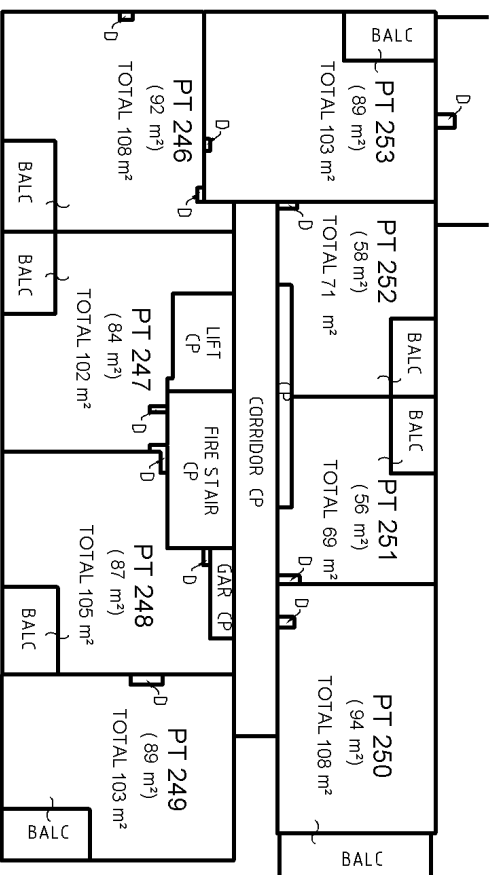 BALC
D
PT 253
(89 m²)
TOTAL 103 m²
D
PT 246
(92 m²)
TOTAL 108 m²
D
D
BALC
D
PT 252
(58 m²)
TOTAL 71 m²
BALC
BALC
PT 247
(84 m²)
TOTAL 102 m²
D
D
LIFT
CP
CP
CORRIDOR CP
FIRE STAIR
CP
BALC
PT 251
(56 m²)
TOTAL 69 m²
D
D
GAR CP
D
PT 248
(87 m²)
TOTAL 105 m²
BALC
D
PT 250
(94 m²)
TOTAL 108 m²
BALC
PT 249
(89 m²)
TOTAL 103 m²
BALC